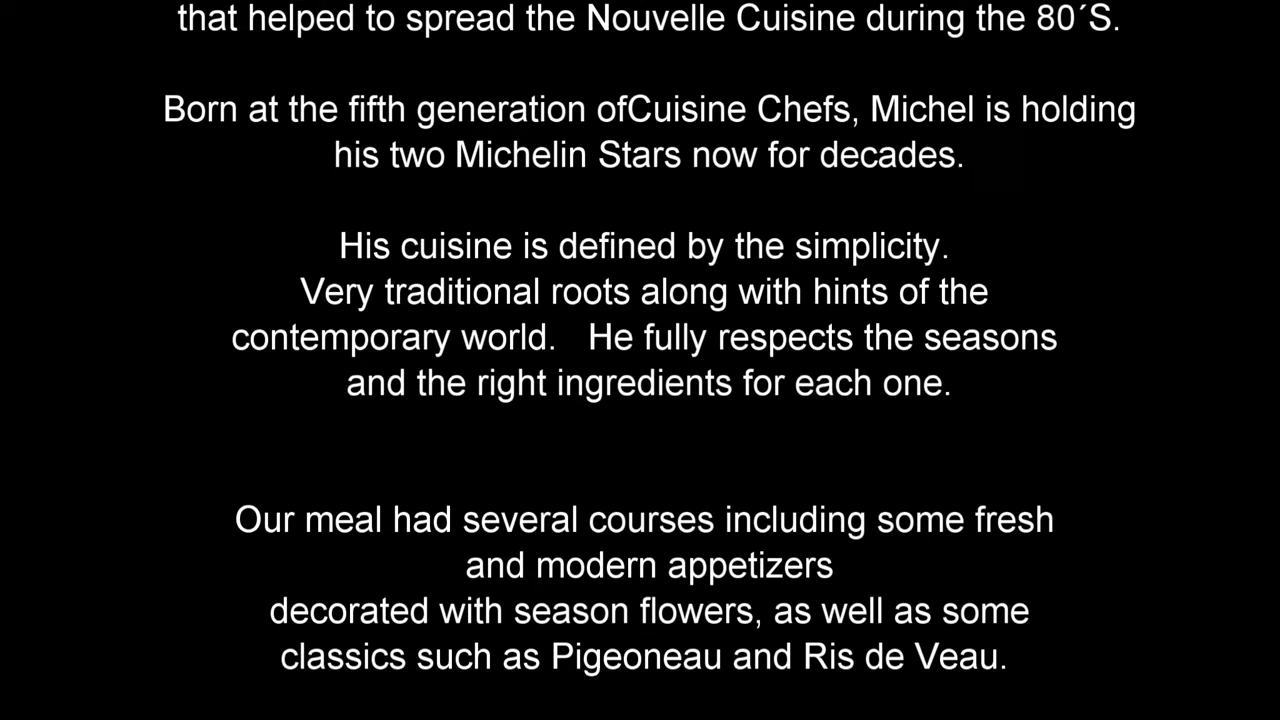 that helped to spread the Nouvelle Cuisine during the 80´S.
Born at the fifth generation ofCuisine Chefs, Michel is holding
his two Michelin Stars now for decades.
His cuisine is defined by the simplicity.
Very traditional roots along with hints of the
contemporary world.   He fully respects the seasons
and the right ingredients for each one.
Our meal had several courses including some fresh
and modern appetizers
decorated with season flowers, as well as some
classics such as Pigeoneau and Ris de Veau.